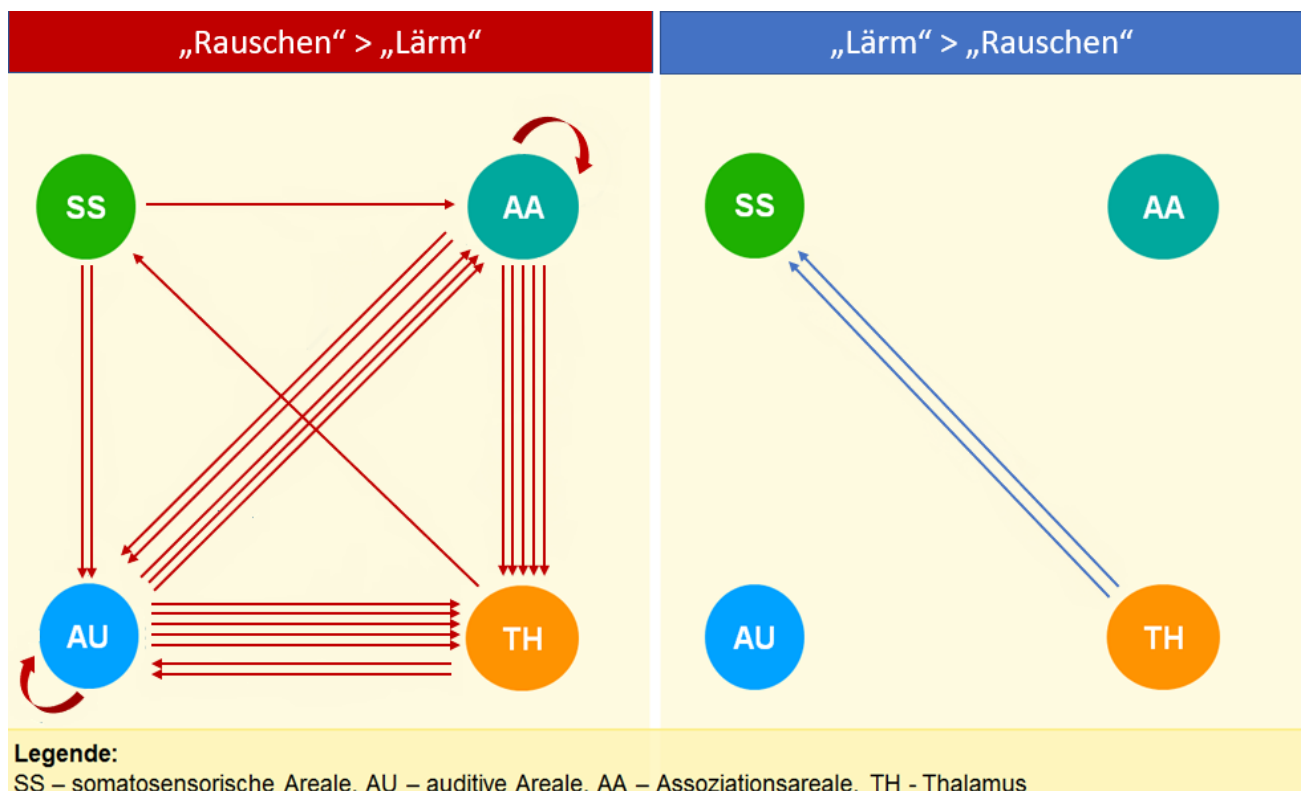 „Rauschen“ > „Lärm“
„Lärm“ > „Rauschen“
SS
AA
SS
AA
AU
TH
AU
TH
Legende:
SS – somatosensorische Areale, AU – auditive Areale, AA – Assoziationsareale, TH - Thalamus